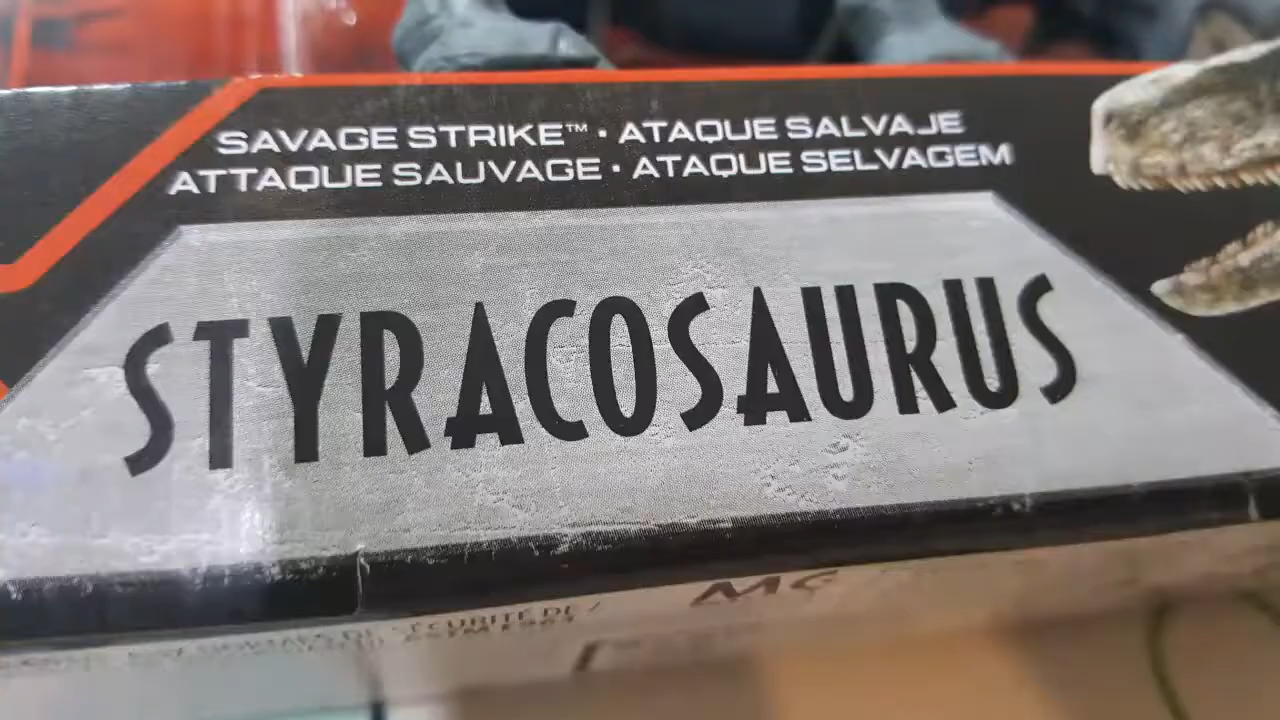 SAVAGE STRIKE™ • ATAQUE SALVAJE
ATTAQUE SAUVAGE • ATAQUE SELVAGEM
STYRACOSAURUS